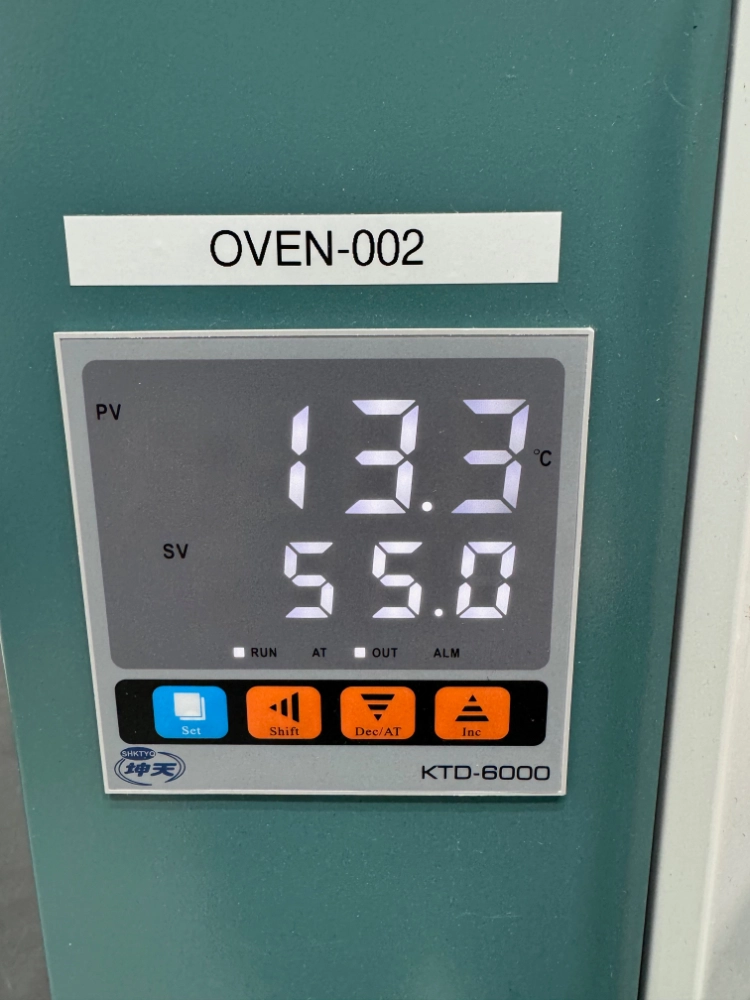 OVEN-002
PV 13.3 °C
SV 55.0
RUN AT OUT ALM
Set Shift Dec/AT Inc
SHKTYQ
坤天 KTD-6000